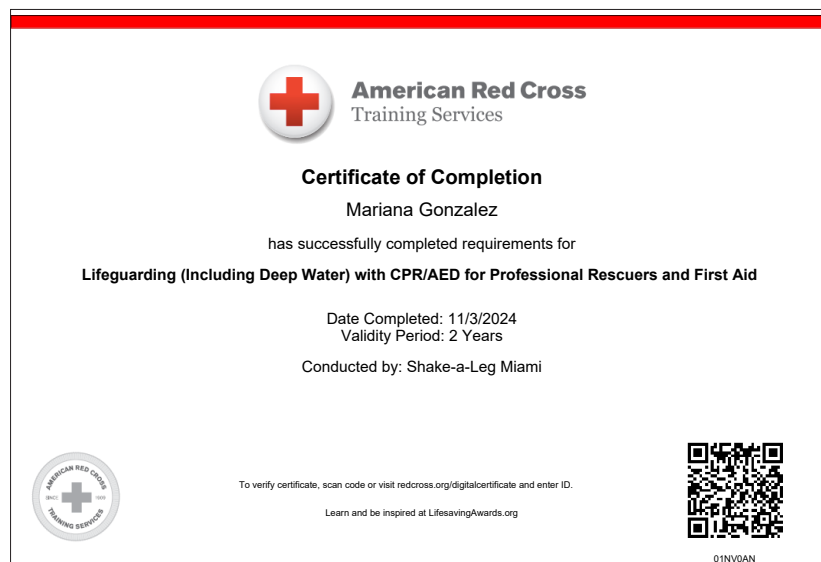 American Red Cross
Training Services
Certificate of Completion
Mariana Gonzalez
has successfully completed requirements for
Lifeguarding (Including Deep Water) with CPR/AED for Professional Rescuers and First Aid
Date Completed: 11/3/2024
Validity Period: 2 Years
Conducted by: Shake-a-Leg Miami
AMERICAN RED CROSS
SINCE
TRAINING SERVICES
To verify certificate, scan code or visit redcross.org/digitalcertificate and enter ID.
Learn and be inspired at LifesavingAwards.org
01NV0AN